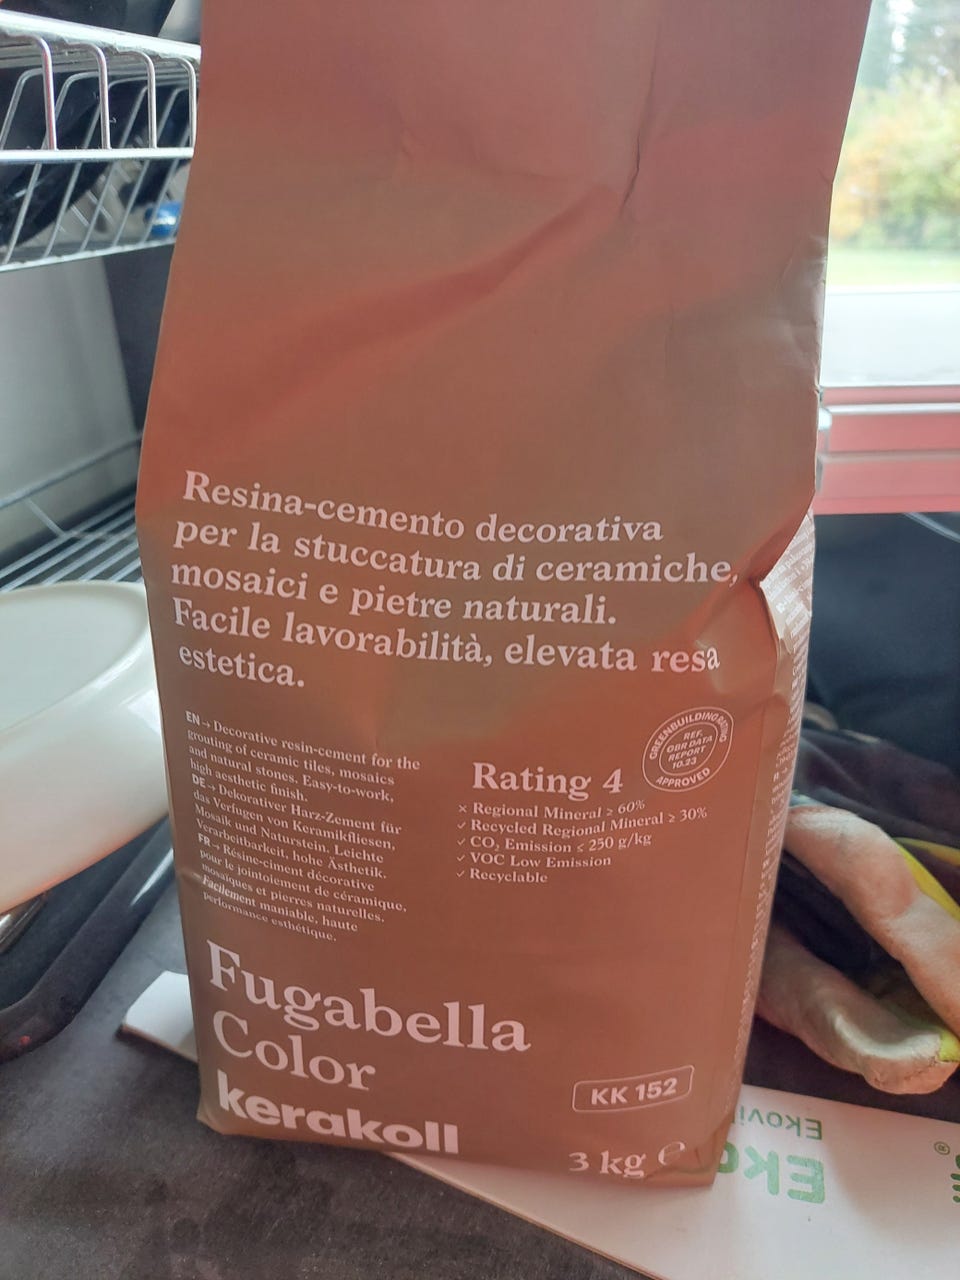 Resina-cemento decorativa
per la stuccatura di ceramiche,
mosaici e pietre naturali.
Facile lavorabilità, elevata resa
estetica.
EN → Decorative resin-cement for the
grouting of ceramic tiles, mosaics
and natural stones. Easy-to-work,
high aesthetic finish.
DE → Dekorativer Harz-Zement für
das Verfugen von Keramikfliesen,
Mosaik und Naturstein. Leichte
Verarbeitbarkeit, hohe Ästhetik.
FR → Résine-ciment décorative
pour le jointoiement de céramique,
mosaïques et pierres naturelles.
Facilement maniable, haute
performance esthétique.
GREENBUILDING RATING
REF.
GBR DATA
REPORT
10.23
APPROVED
Rating 4
× Regional Mineral ≥ 60%
✓ Recycled Regional Mineral ≥ 30%
✓ CO₂ Emission ≤ 250 g/kg
✓ VOC Low Emission
✓ Recyclable
Fugabella
Color
kerakoll
KK 152
3 kg ℮
Ekovi
Eko